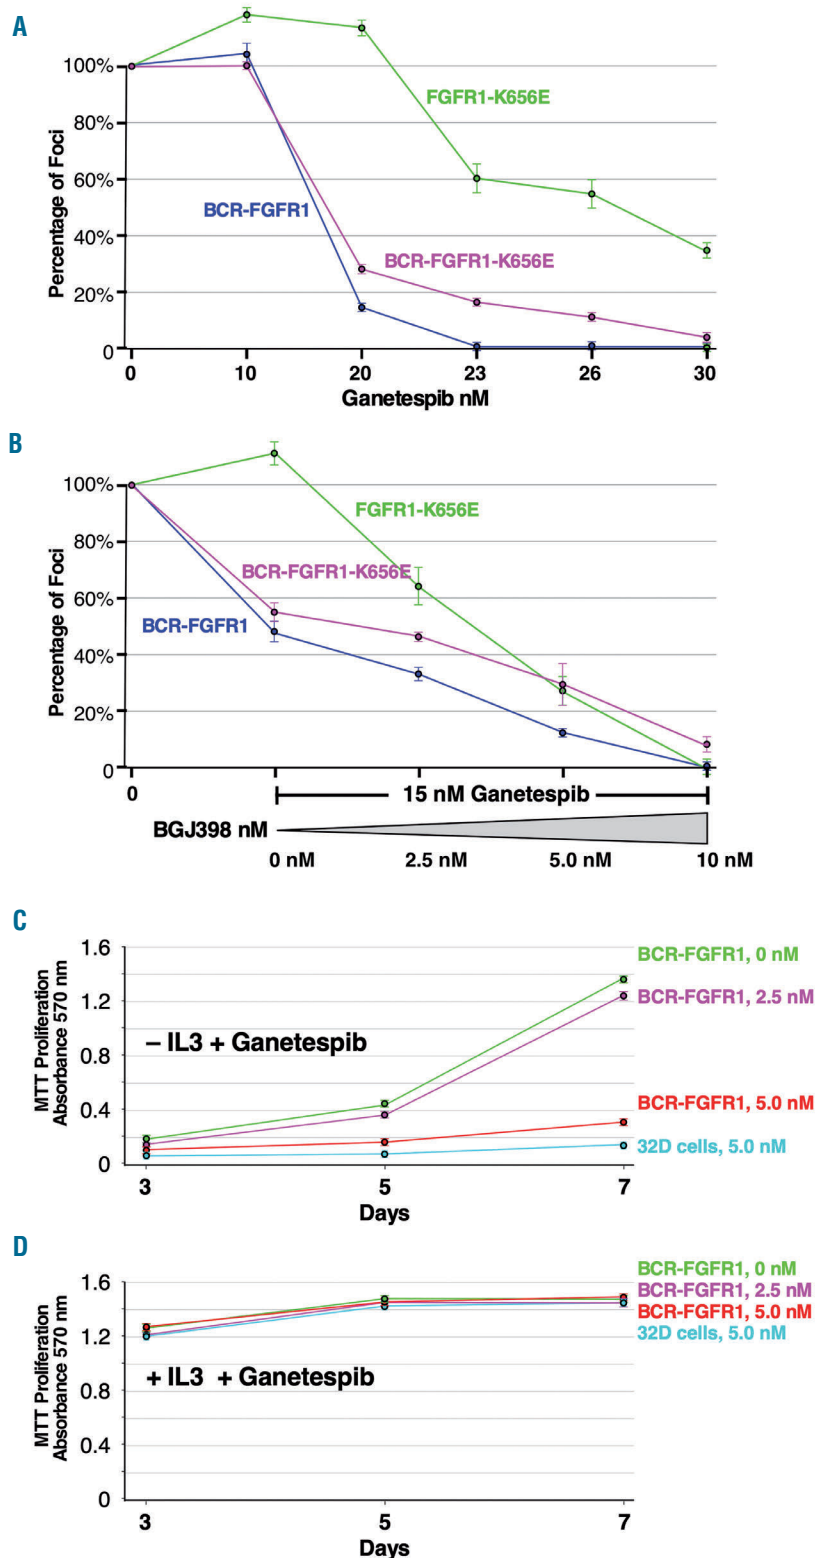 A
100%
80%
60%
40%
20%
0
Percentage of Foci
FGFR1-K656E
BCR-FGFR1
BCR-FGFR1-K656E
0 10 20 23 26 30
Ganetespib nM
B
100%
80%
60%
40%
20%
0
Percentage of Foci
FGFR1-K656E
BCR-FGFR1-K656E
BCR-FGFR1
0
15 nM Ganetespib
BGJ398 nM
0 nM 2.5 nM 5.0 nM 10 nM
C
1.6
1.2
0.8
0.4
0
MTT Proliferation
Absorbance 570 nm
– IL3 + Ganetespib
BCR-FGFR1, 0 nM
BCR-FGFR1, 2.5 nM
BCR-FGFR1, 5.0 nM
32D cells, 5.0 nM
3 5 7
Days
D
1.6
1.2
0.8
0.4
0
MTT Proliferation
Absorbance 570 nm
+ IL3 + Ganetespib
BCR-FGFR1, 0 nM
BCR-FGFR1, 2.5 nM
BCR-FGFR1, 5.0 nM
32D cells, 5.0 nM
3 5 7
Days